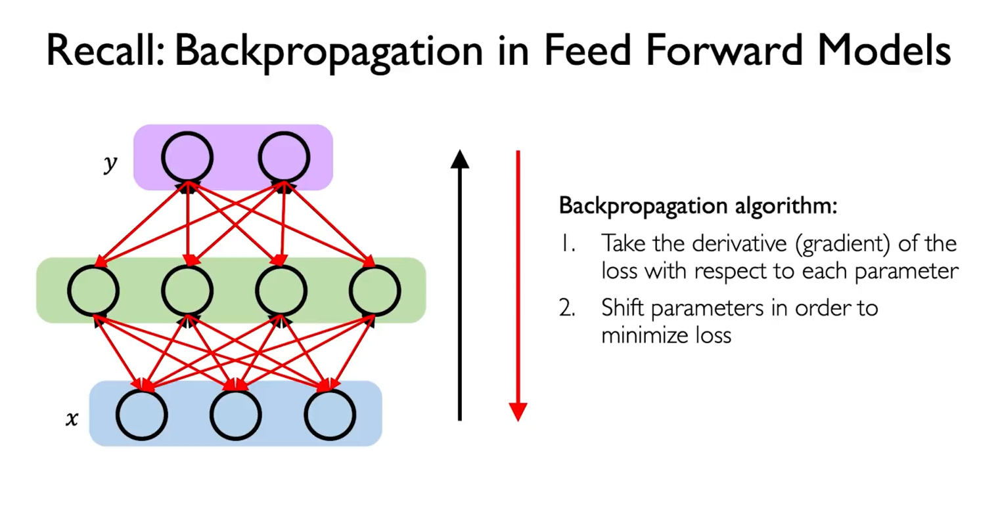 Recall: Backpropagation in Feed Forward Models
y
x
Backpropagation algorithm:
1. Take the derivative (gradient) of the
loss with respect to each parameter
2. Shift parameters in order to
minimize loss